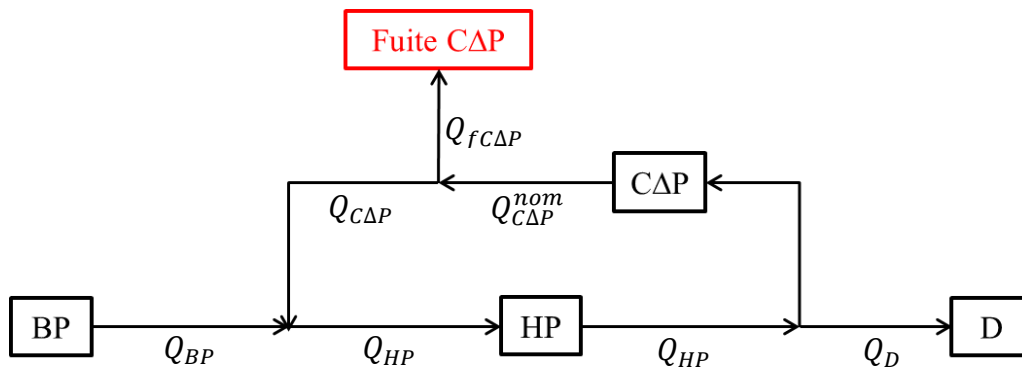 Fuite CΔP
Q_{fCΔP}
CΔP
Q_{CΔP}
Q_{CΔP}^{nom}
BP
HP
D
Q_{BP}
Q_{HP}
Q_{HP}
Q_{D}